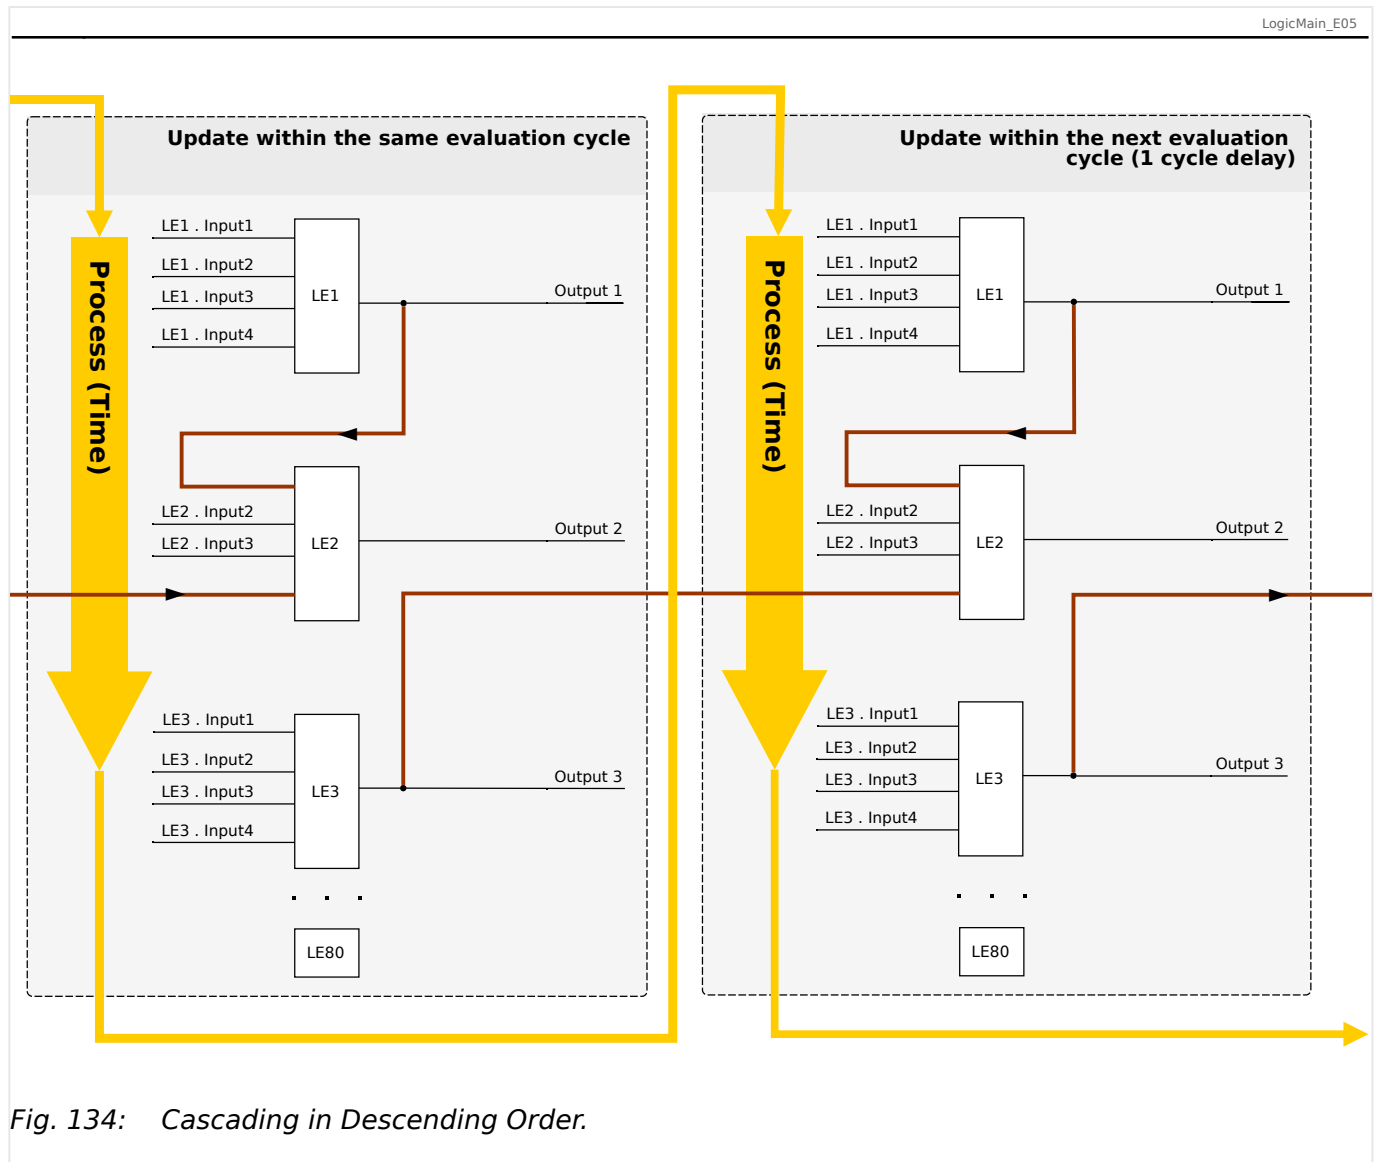 LogicMain_E05
Update within the same evaluation cycle
Process (Time)
LE1 . Input1
LE1 . Input2
LE1 . Input3
LE1 . Input4
LE1
Output 1
LE2 . Input2
LE2 . Input3
LE2
Output 2
LE3 . Input1
LE3 . Input2
LE3 . Input3
LE3 . Input4
LE3
Output 3
. . .
LE80
Update within the next evaluation
cycle (1 cycle delay)
Process (Time)
LE1 . Input1
LE1 . Input2
LE1 . Input3
LE1 . Input4
LE1
Output 1
LE2 . Input2
LE2 . Input3
LE2
Output 2
LE3 . Input1
LE3 . Input2
LE3 . Input3
LE3 . Input4
LE3
Output 3
. . .
LE80
Fig. 134: Cascading in Descending Order.